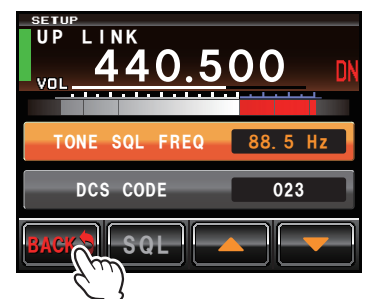 SETUP
UP LINK
VOL 440.500 DN
TONE SQL FREQ 88.5 Hz
DCS CODE 023
BACK SQL